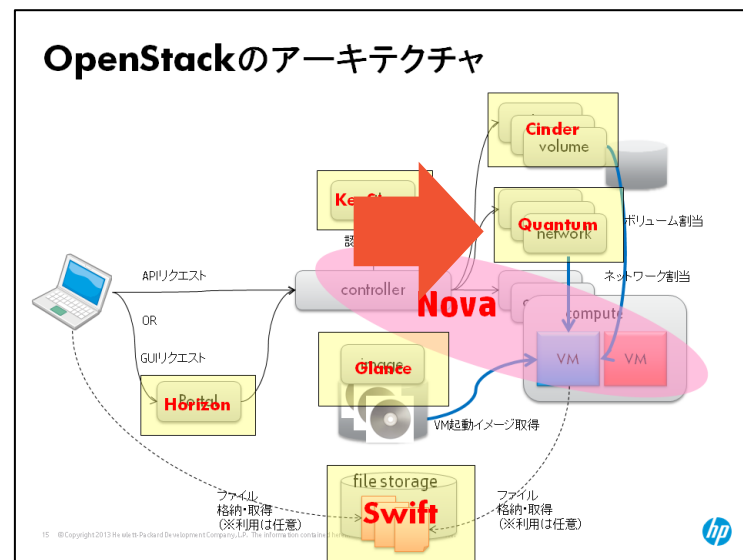 OpenStackのアーキテクチャ
Cinder
volume
Quantum
network
ボリューム割当
ネットワーク割当
APIリクエスト
controller
Nova
compute
OR
VM
VM
GUIリクエスト
image
Glance
Portal
Horizon
VM起動イメージ取得
file storage
Swift
ファイル
格納・取得
(※利用は任意)
ファイル
格納・取得
(※利用は任意)
15 © Copyright 2013 Hewlett-Packard Development Company, L.P. The information contained
hp